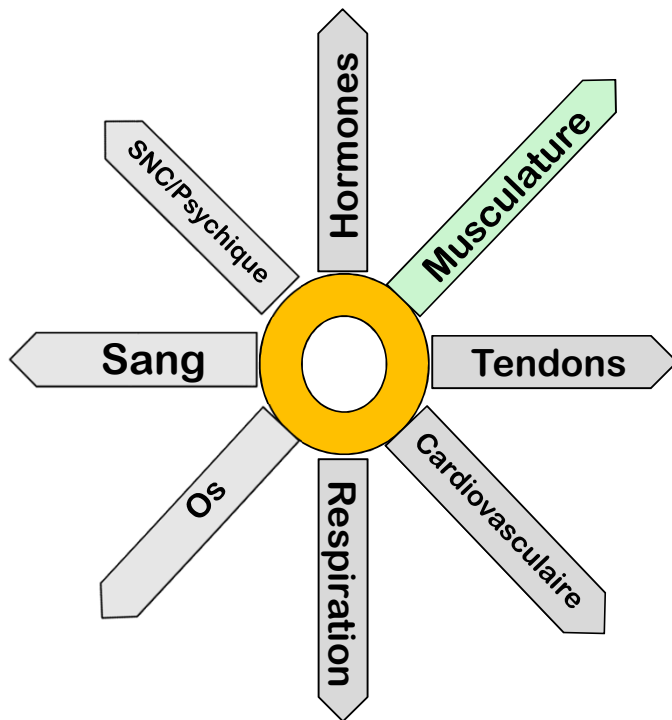 Hormones
Musculature
SNC/Psychique
Sang
Tendons
Os
Cardiovasculaire
Respiration